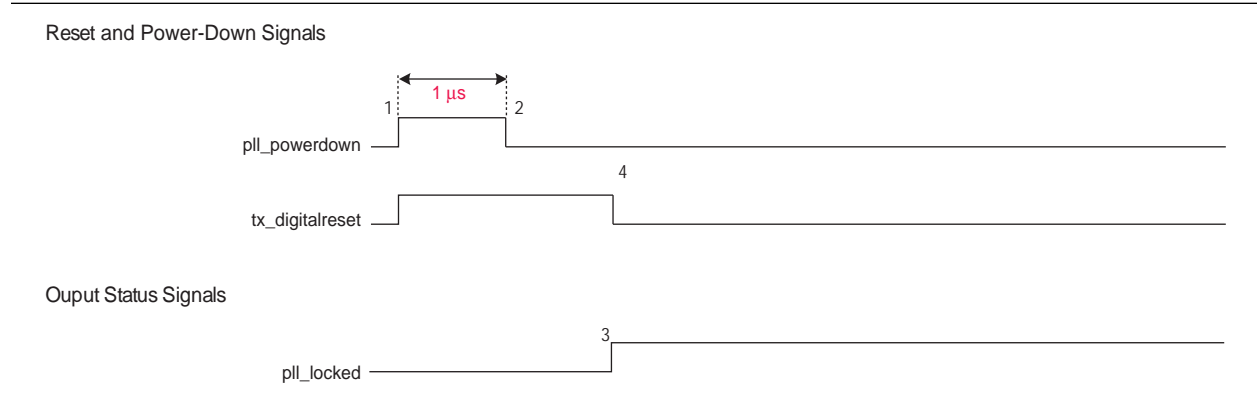 Reset and Power-Down Signals
1 μs
1
2
pll_powerdown
4
tx_digitalreset
Ouput Status Signals
3
pll_locked